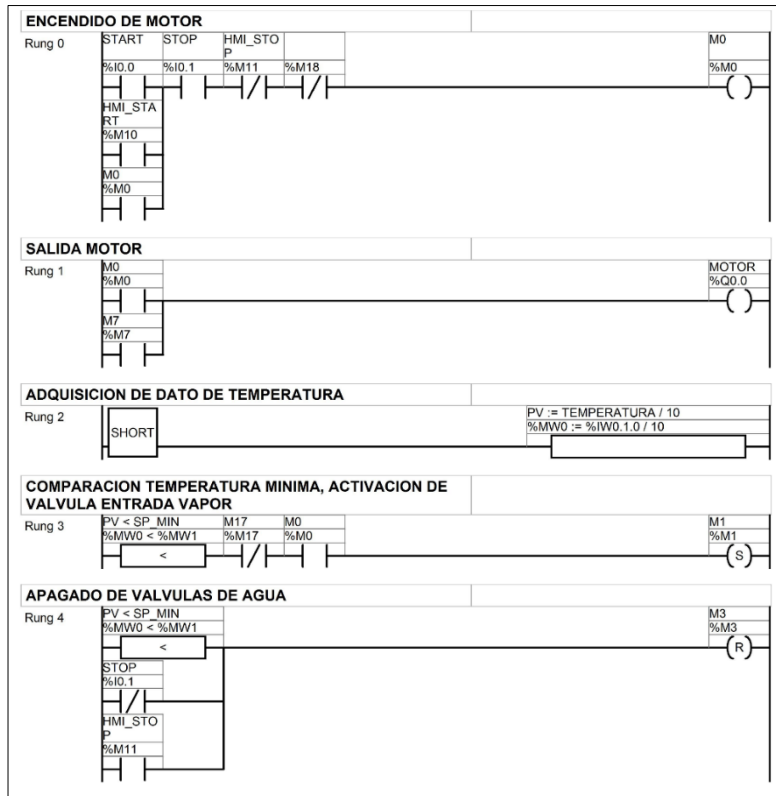 ENCENDIDO DE MOTOR
Rung 0
START STOP HMI_STO M0
P
%I0.0 %I0.1 %M11 %M18 %M0
HMI_STA
RT
%M10
M0
%M0
SALIDA MOTOR
Rung 1
M0 MOTOR
%M0 %Q0.0
M7
%M7
ADQUISICION DE DATO DE TEMPERATURA
Rung 2
SHORT
PV := TEMPERATURA / 10
%MW0 := %IW0.1.0 / 10
COMPARACION TEMPERATURA MINIMA, ACTIVACION DE
VALVULA ENTRADA VAPOR
Rung 3
PV < SP_MIN M17 M0 M1
%MW0 < %MW1 %M17 %M0 %M1
< S
APAGADO DE VALVULAS DE AGUA
Rung 4
PV < SP_MIN M3
%MW0 < %MW1 %M3
< R
STOP
%I0.1
HMI_STO
P
%M11